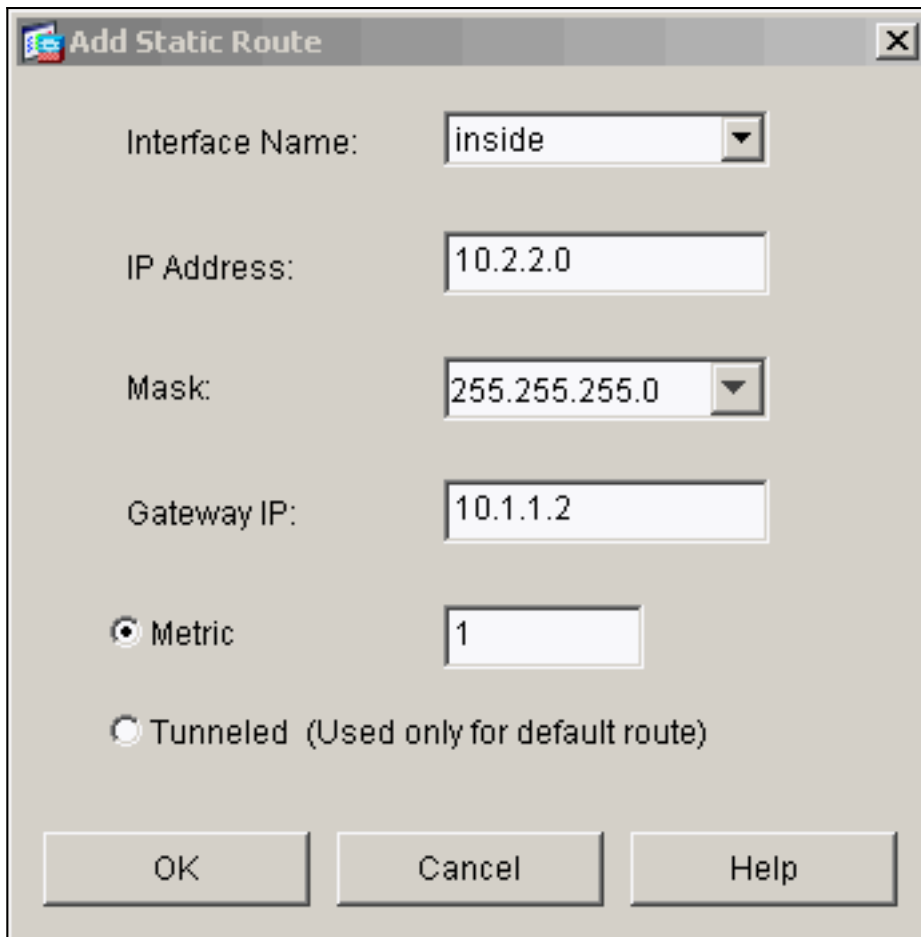 Add Static Route
Interface Name: inside
IP Address: 10.2.2.0
Mask: 255.255.255.0
Gateway IP: 10.1.1.2
Metric 1
Tunneled (Used only for default route)
OK Cancel Help